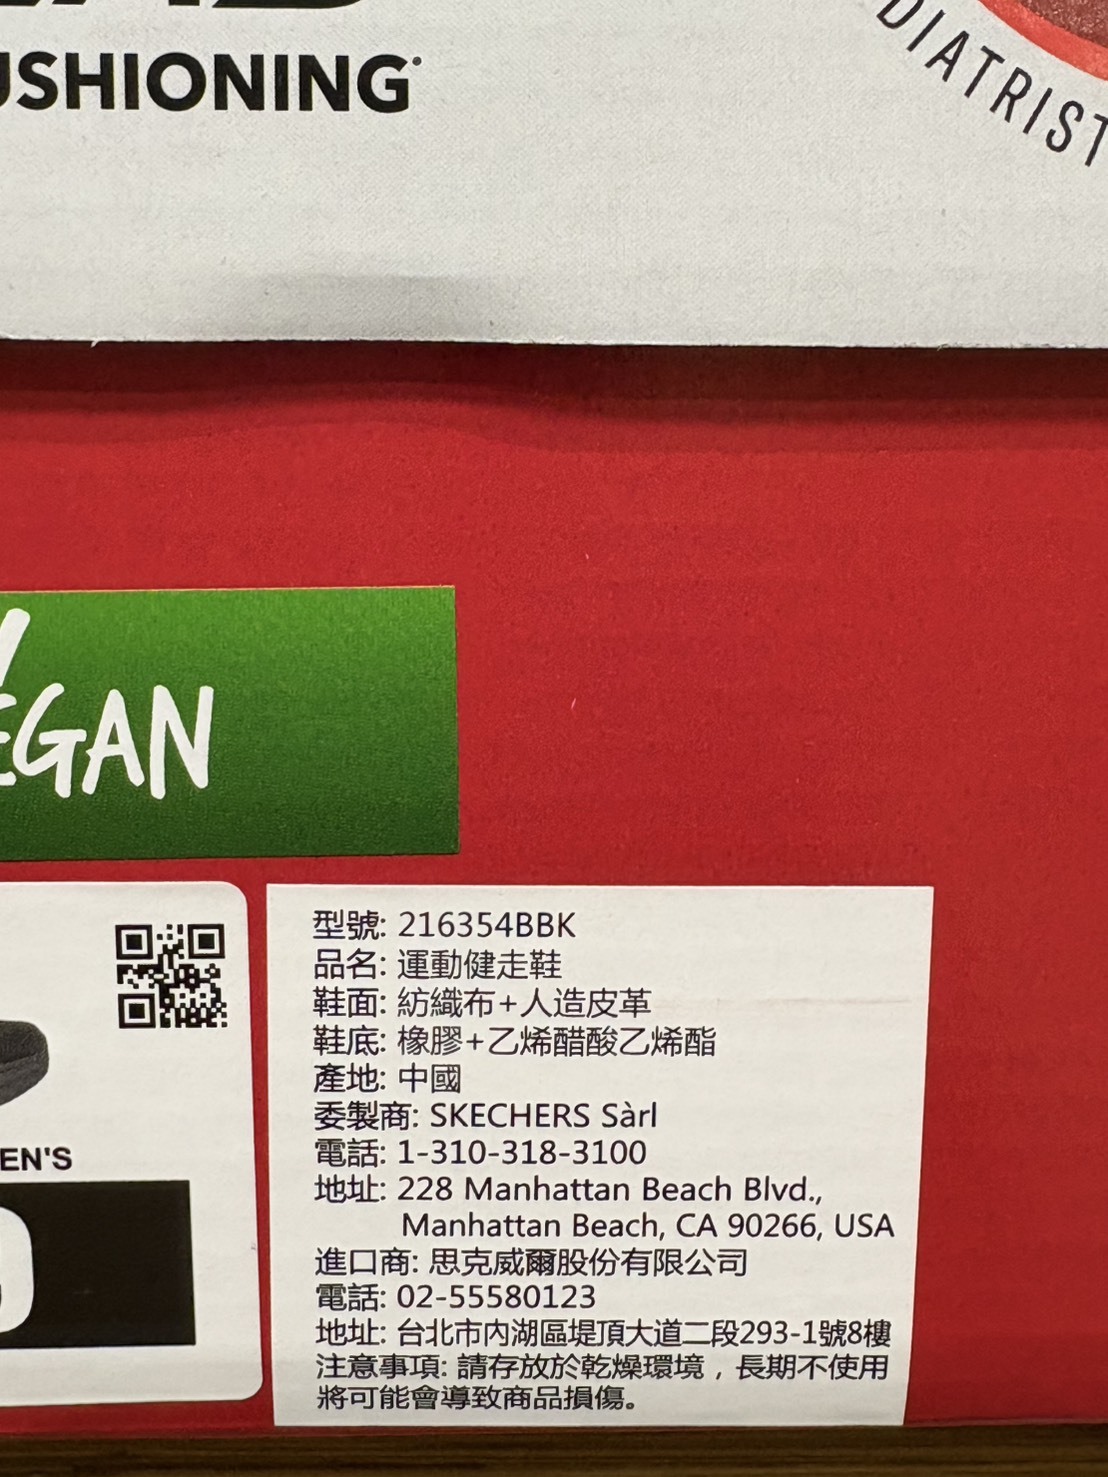 USHIONING
DIATRIST
EGAN
EN'S
型號: 216354BBK
品名: 運動健走鞋
鞋面: 紡織布+人造皮革
鞋底: 橡膠+乙烯醋酸乙烯酯
產地: 中國
委製商: SKECHERS Sàrl
電話: 1-310-318-3100
地址: 228 Manhattan Beach Blvd.,
Manhattan Beach, CA 90266, USA
進口商: 思克威爾股份有限公司
電話: 02-55580123
地址: 台北市內湖區堤頂大道二段293-1號8樓
注意事項: 請存放於乾燥環境，長期不使用
將可能會導致商品損傷。